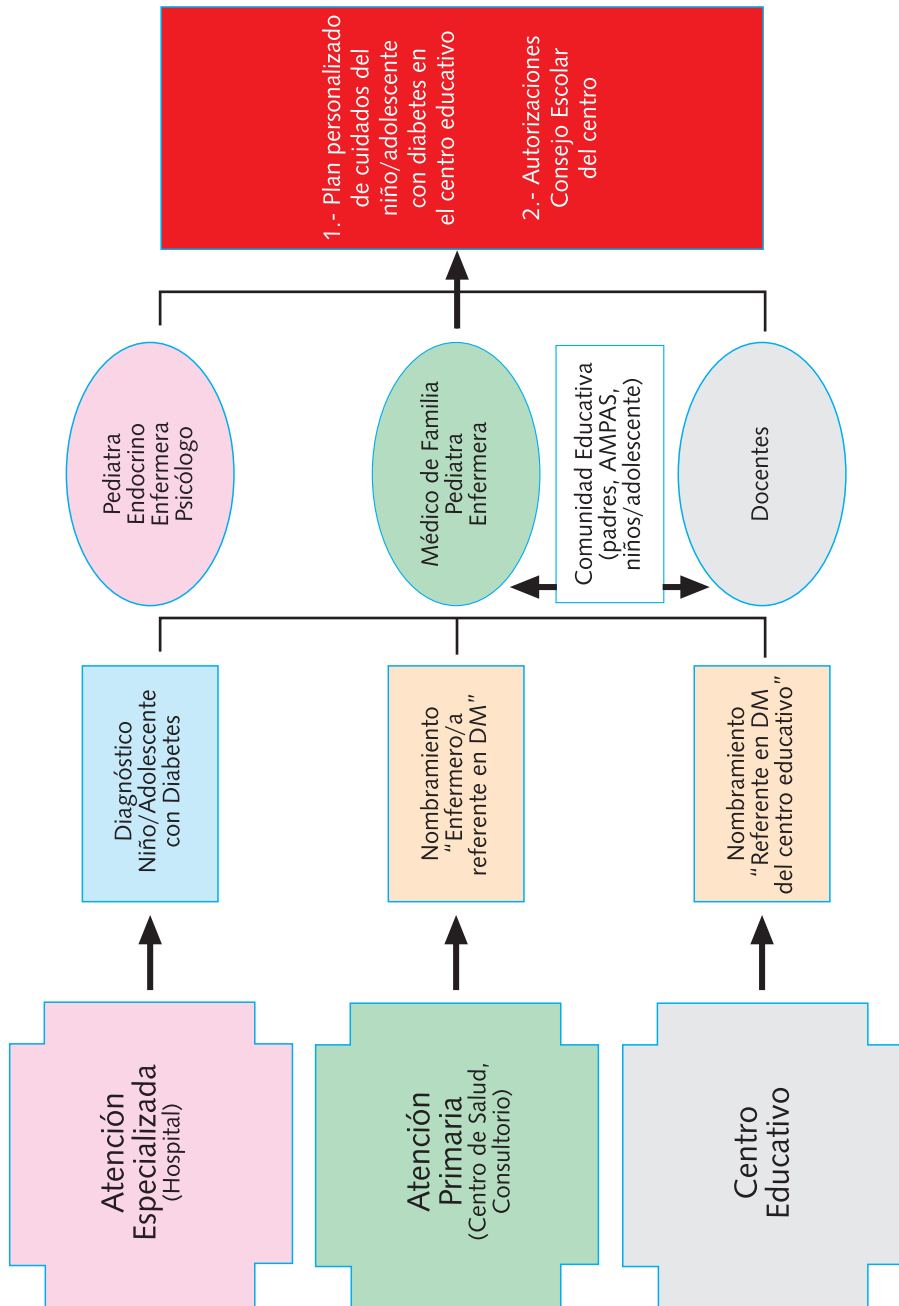 Atención
Especializada
(Hospital)
Diagnóstico
Niño/Adolescente
con Diabetes
Pediatra
Endocrino
Enfermera
Psicólogo
Atención
Primaria
(Centro de Salud,
Consultorio)
Nombramiento
“Enfermero/a
referente en DM”
Médico de Familia
Pediatra
Enfermera
Comunidad Educativa
(padres, AMPAS,
niños/adolescente)
Centro
Educativo
Nombramiento
“Referente en DM
del centro educativo”
Docentes
1.- Plan personalizado
de cuidados del
niño/adolescente
con diabetes en
el centro educativo
2.- Autorizaciones
Consejo Escolar
del centro